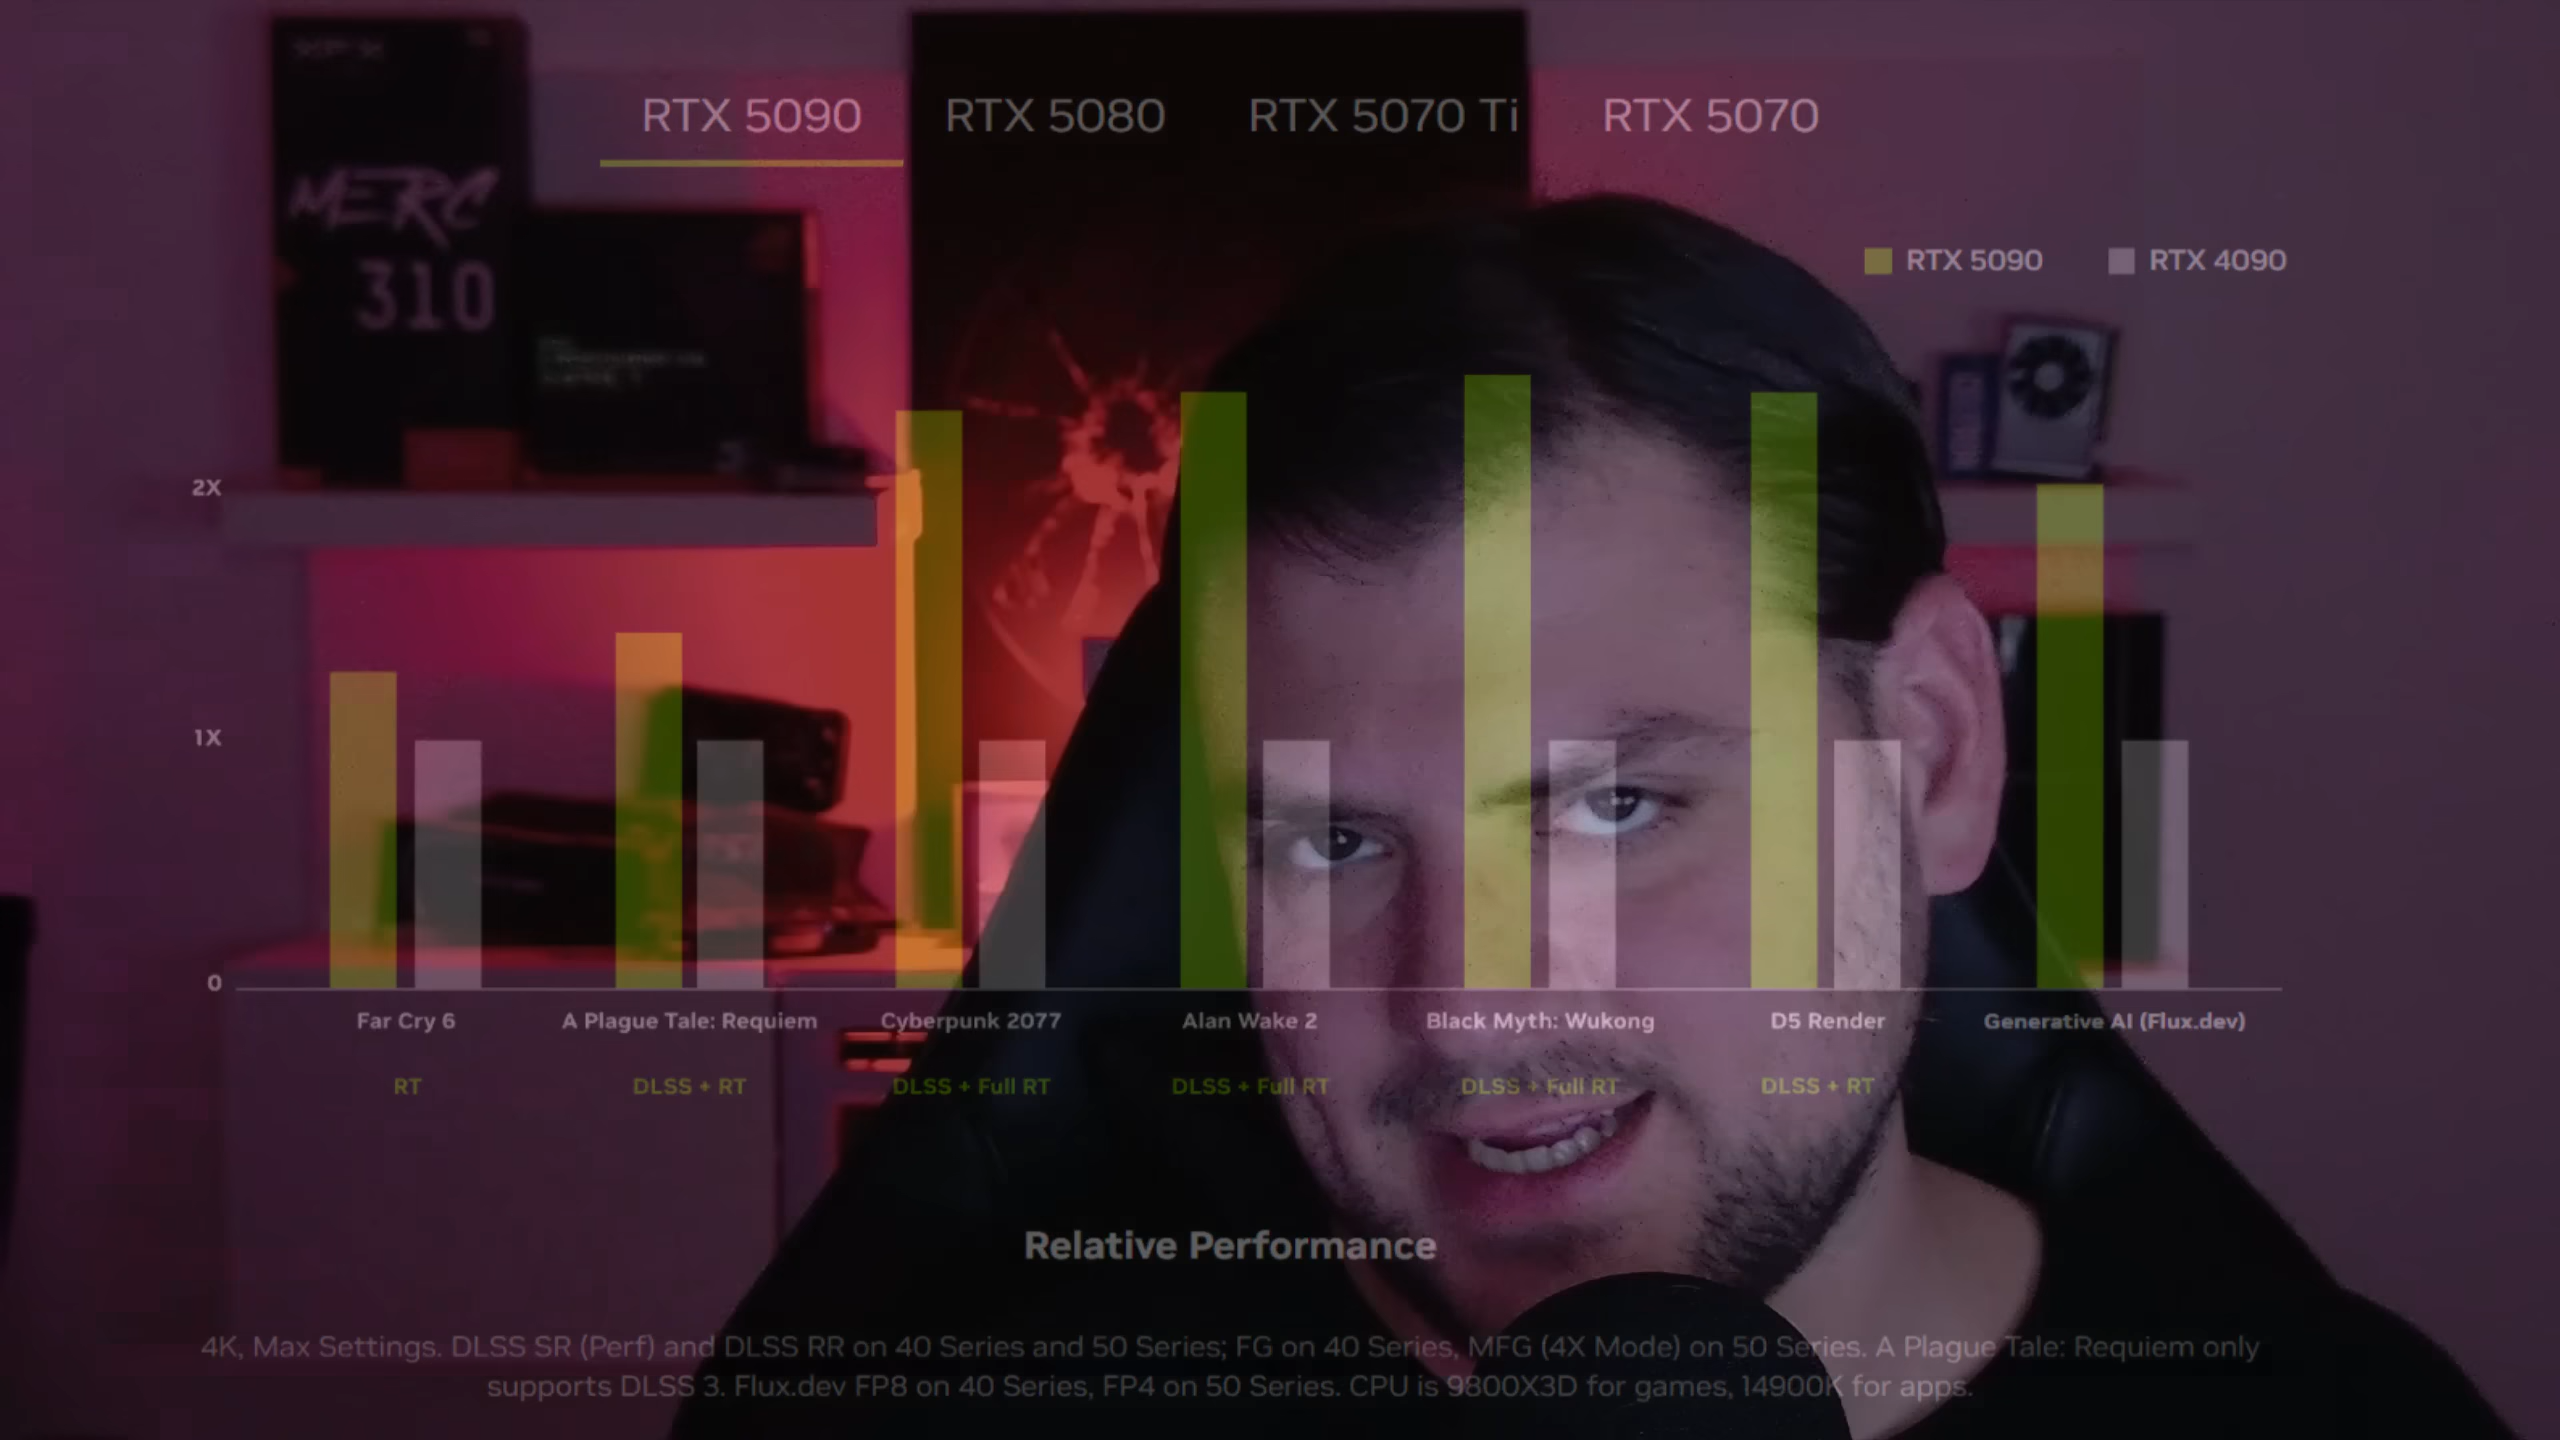 MERC
310
RTX 5090 RTX 5080 RTX 5070 Ti RTX 5070
RTX 5090 RTX 4090
2X
1X
0
Far Cry 6 A Plague Tale: Requiem Cyberpunk 2077 Alan Wake 2 Black Myth: Wukong D5 Render Generative AI (Flux.dev)
RT DLSS + RT DLSS + Full RT DLSS + Full RT DLSS + Full RT DLSS + RT
Relative Performance
4K, Max Settings. DLSS SR (Perf) and DLSS RR on 40 Series and 50 Series; FG on 40 Series, MFG (4X Mode) on 50 Series. A Plague Tale: Requiem only
supports DLSS 3. Flux.dev FP8 on 40 Series, FP4 on 50 Series. CPU is 9800X3D for games, 14900K for apps.